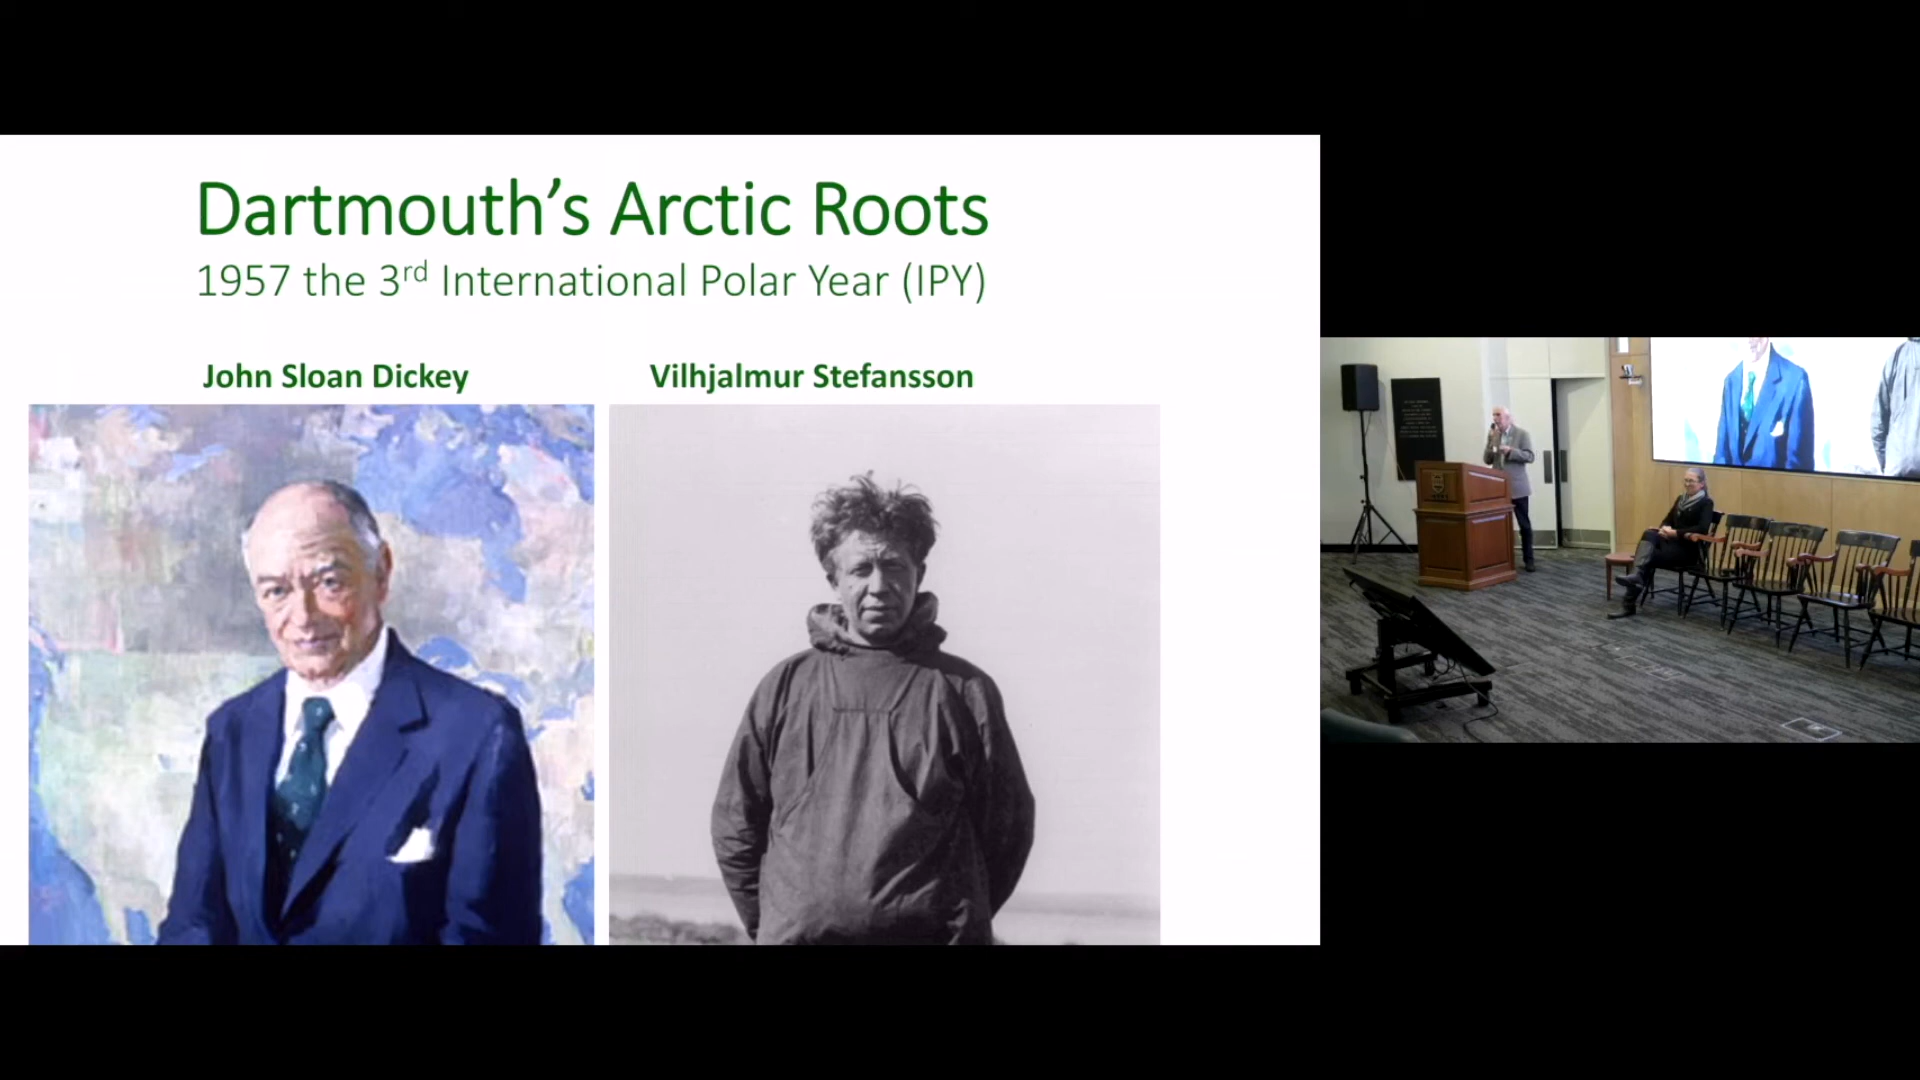 Dartmouth’s Arctic Roots
1957 the 3rd International Polar Year (IPY)
John Sloan Dickey
Vilhjalmur Stefansson